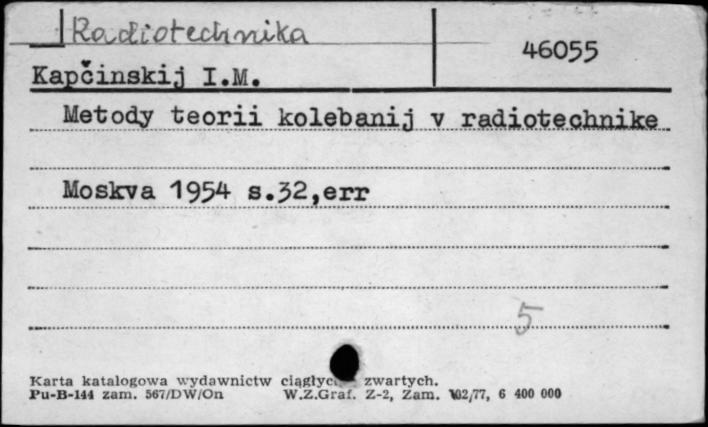 Radiotechnika
46055
Kapčinskij I.M.
Metody teorii kolebanij v radiotechnike
Moskva 1954 s.32,err
5
Karta katalogowa wydawnictw zwartych.
Pu-B-144 zam. 567/DW/On W.Z.Graf. Z-2, Zam. 102/77, 6 400 000